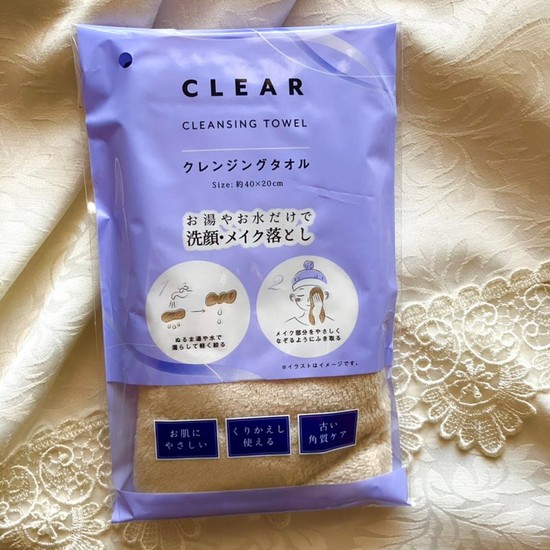 CLEAR
CLEANSING TOWEL
クレンジングタオル
Size: 約40×20cm
お湯やお水だけで
洗顔・メイク落とし
1
ぬるま湯や水で
濡らして軽く絞る
2
メイク部分をやさしく
なぞるようにふき取る
※イラストはイメージです。
お肌に
やさしい
くりかえし
使える
古い
角質ケア